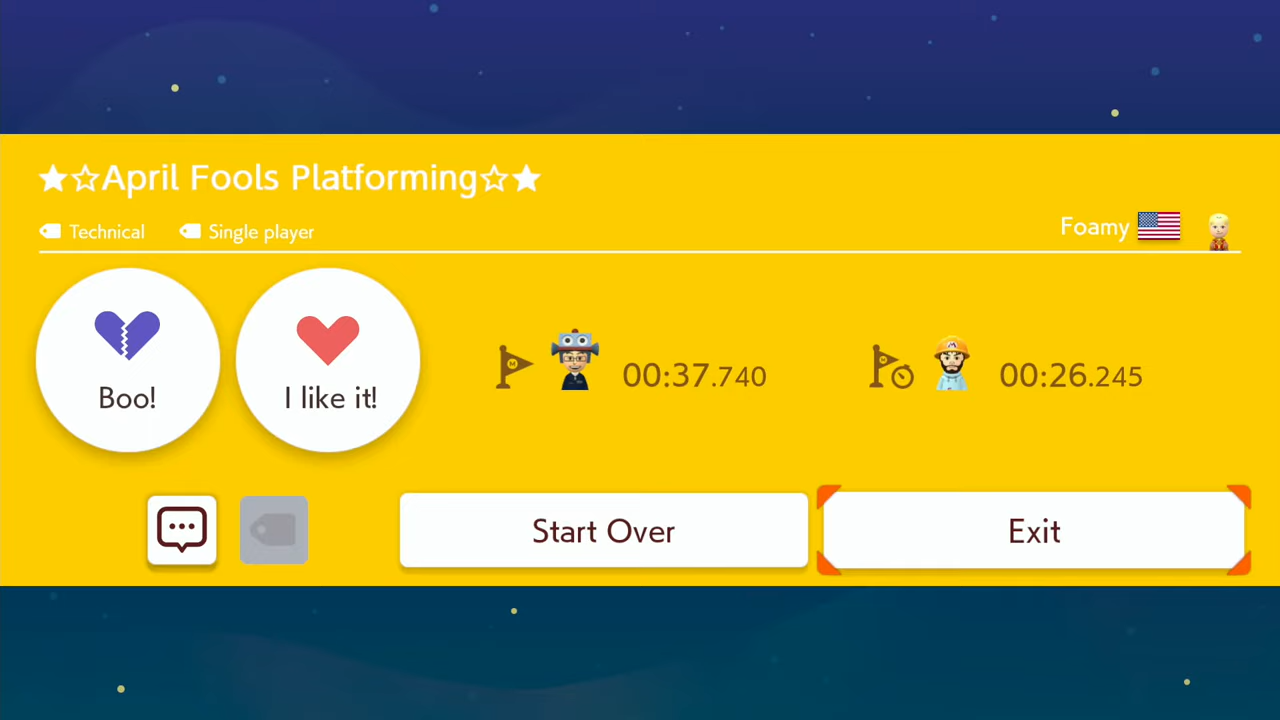 ★☆April Fools Platforming☆★
Technical Single player
Foamy
Boo!
I like it!
M 00:37.740
M 00:26.245
Start Over
Exit